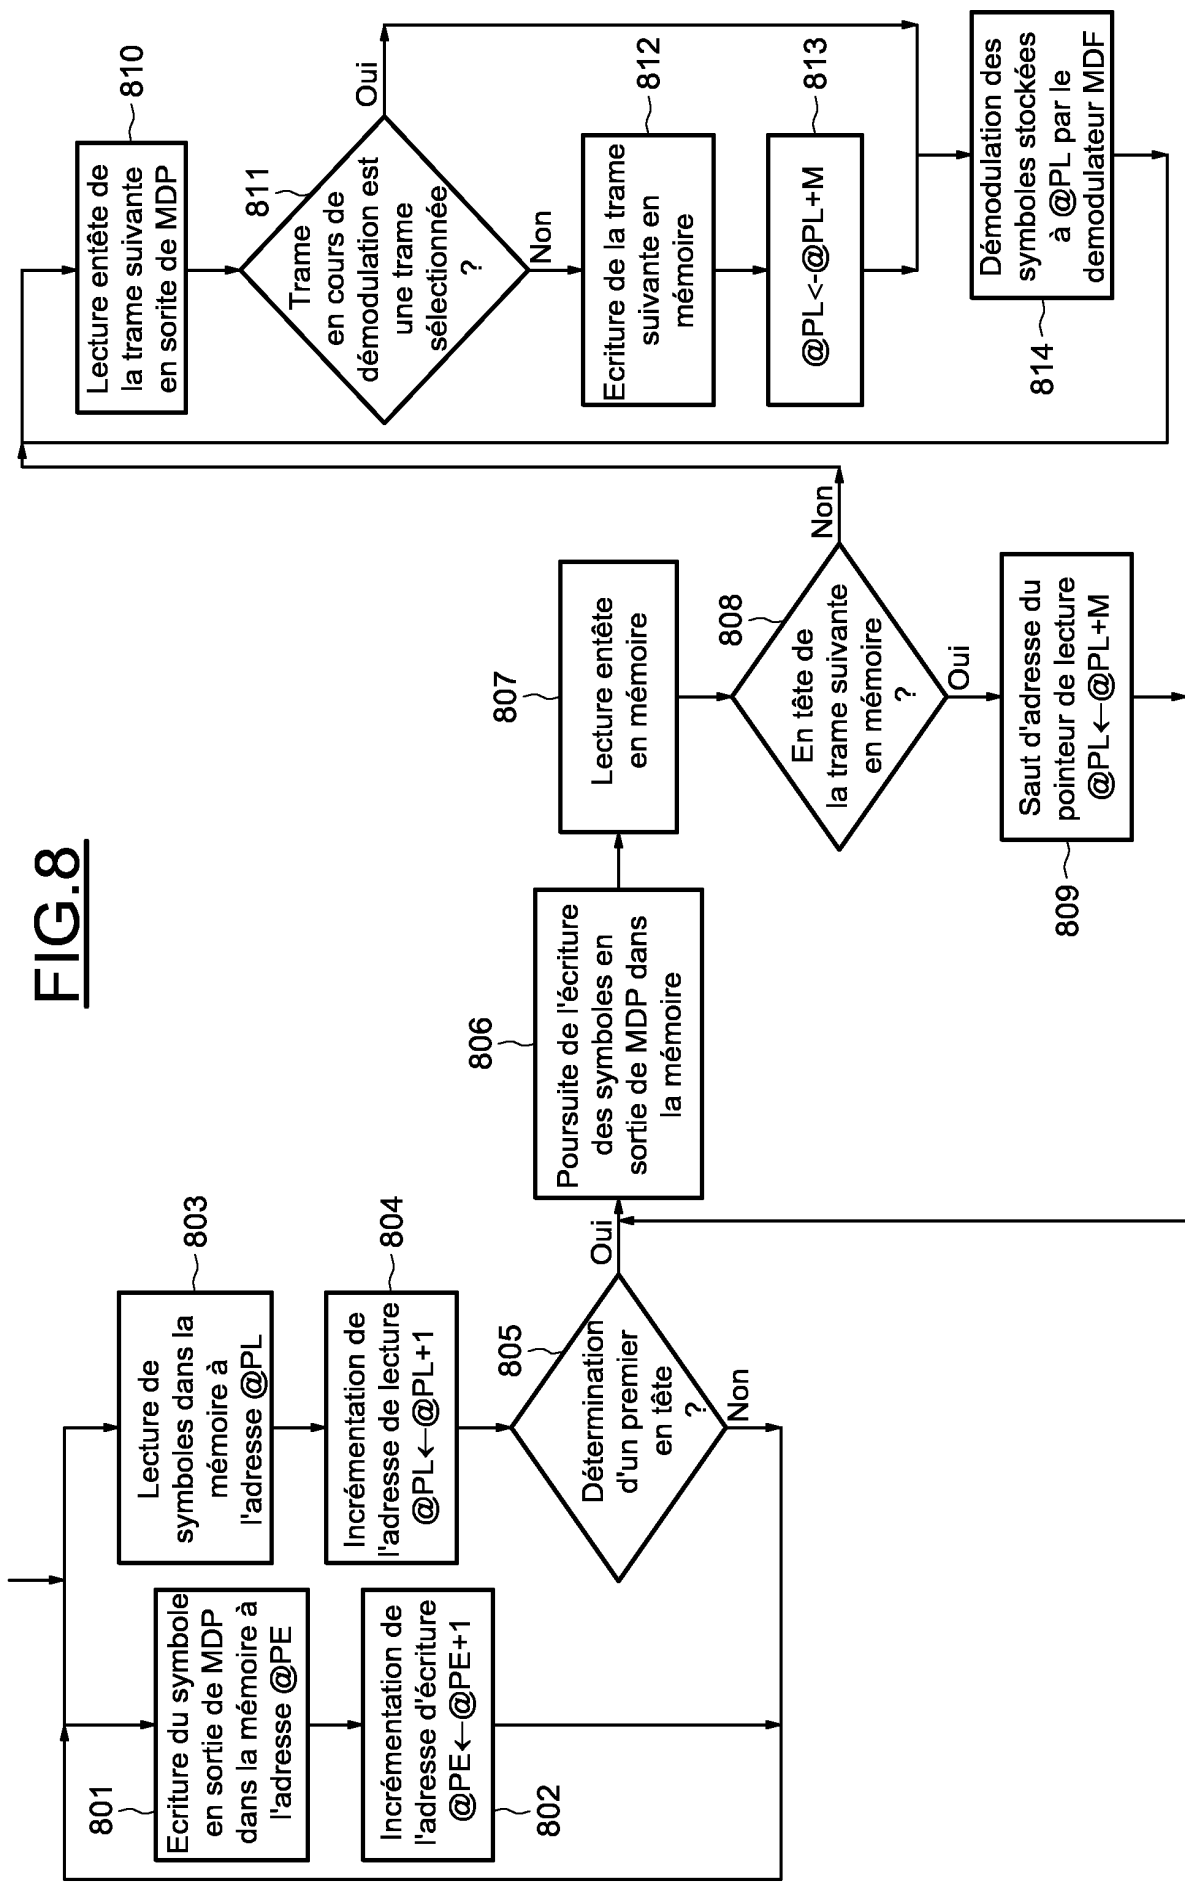 FIG.8
801
Ecriture du symbole
en sortie de MDP
dans la mémoire à
l'adresse @PE
802
Incrémentation de
l'adresse d'écriture
@PE←@PE+1
803
Lecture de
symboles dans la
mémoire à
l'adresse @PL
804
Incrémentation de
l'adresse de lecture
@PL←@PL+1
805
Détermination
d'un premier
en tête
?
Oui
Non
806
Poursuite de l'écriture
des symboles en
sortie de MDP dans
la mémoire
807
Lecture entête
en mémoire
808
En tête de
la trame suivante
en mémoire
?
Non
Oui
809
Saut d'adresse du
pointeur de lecture
@PL←@PL+M
810
Lecture entête de
la trame suivante
en sorite de MDP
811
Trame
en cours de
démodulation est
une trame
sélectionnée
?
Oui
Non
812
Ecriture de la trame
suivante en
mémoire
813
@PL<-@PL+M
814
Démodulation des
symboles stockées
à @PL par le
demodulateur MDF